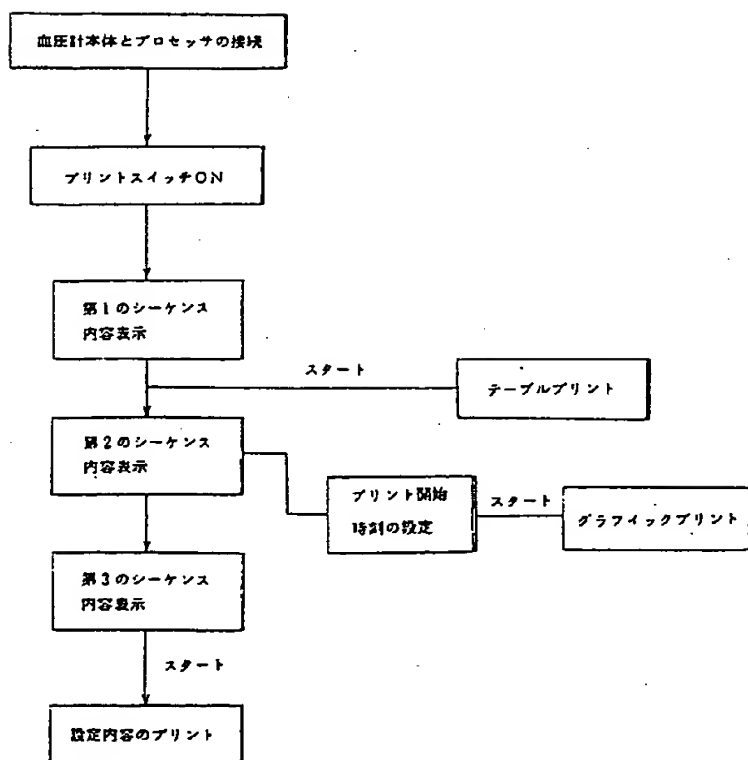 血圧計本体とプロセッサの接続
プリントスイッチON
第1のシーケンス
内容表示
スタート
テーブルプリント
第2のシーケンス
内容表示
プリント開始
時刻の設定
スタート
グラフイックプリント
第3のシーケンス
内容表示
スタート
設定内容のプリント